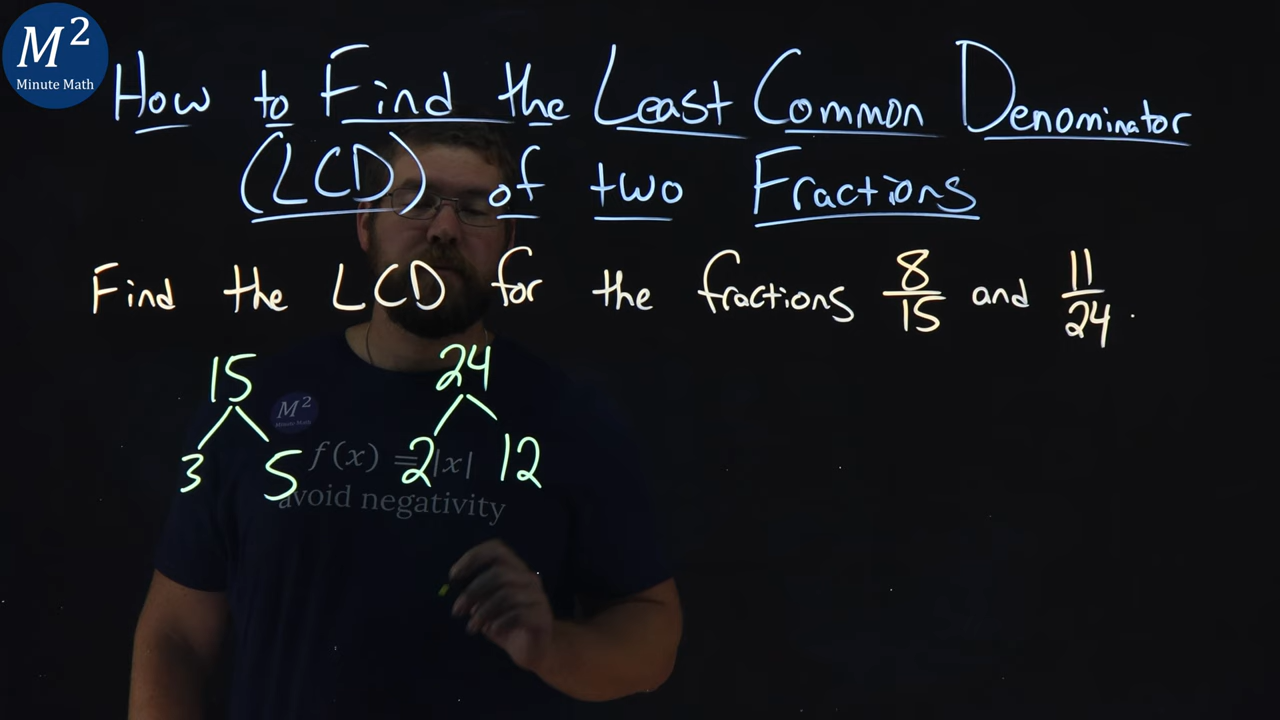 M²
Minute Math
How to Find the Least Common Denominator
(LCD) of two Fractions
Find the LCD for the fractions 8/15 and 11/24.
15 24
3 5 2 12
M²
Minute Math
f(x) = |x|
avoid negativity